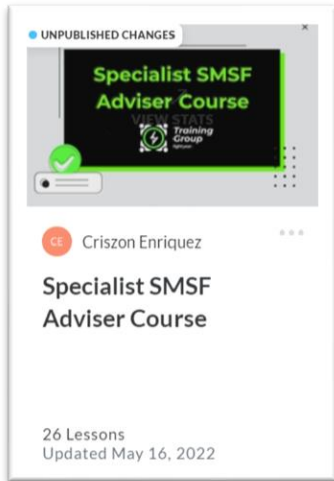 UNPUBLISHED CHANGES
Specialist SMSF
Adviser Course
VIEW STATS
Training
Group
CE
Criszon Enriquez
Specialist SMSF
Adviser Course
26 Lessons
Updated May 16, 2022